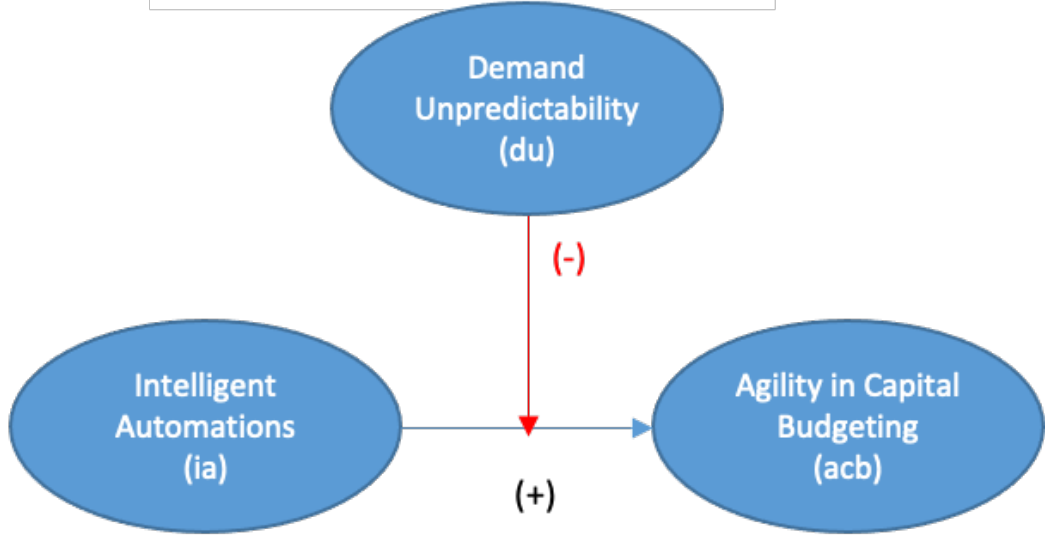 Demand
Unpredictability
(du)
(-)
Intelligent
Automations
(ia)
(+)
Agility in Capital
Budgeting
(acb)